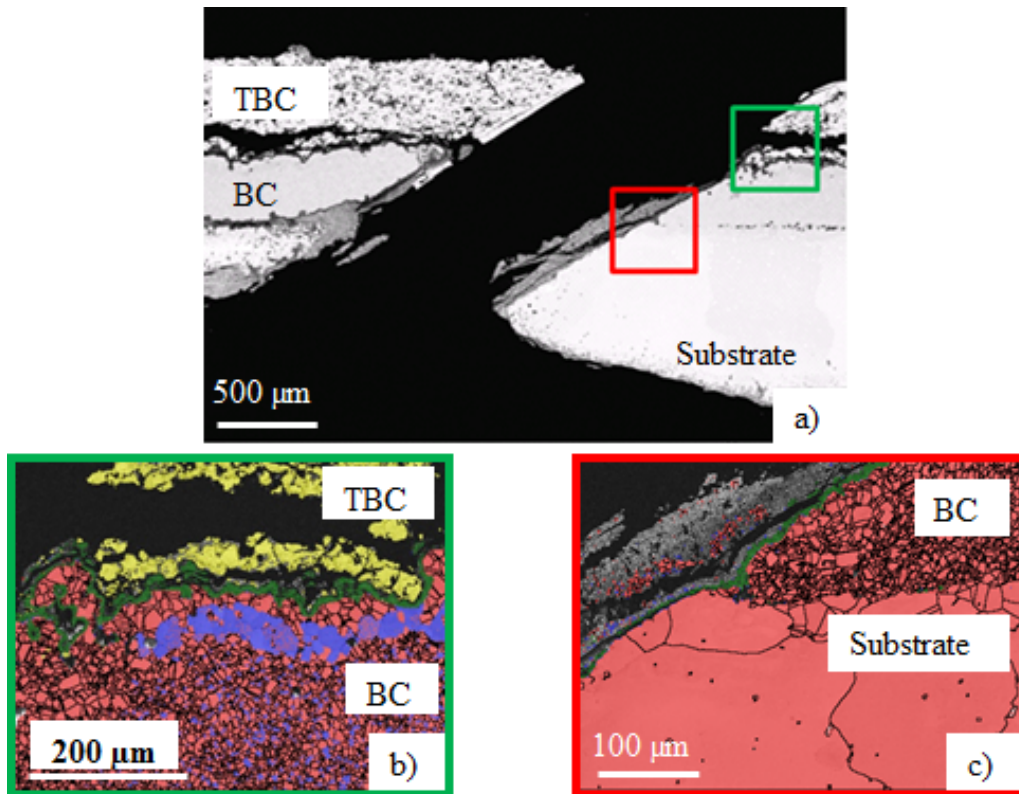 TBC
BC
Substrate
500 µm
a)
TBC
BC
200 µm
b)
BC
Substrate
100 µm
c)